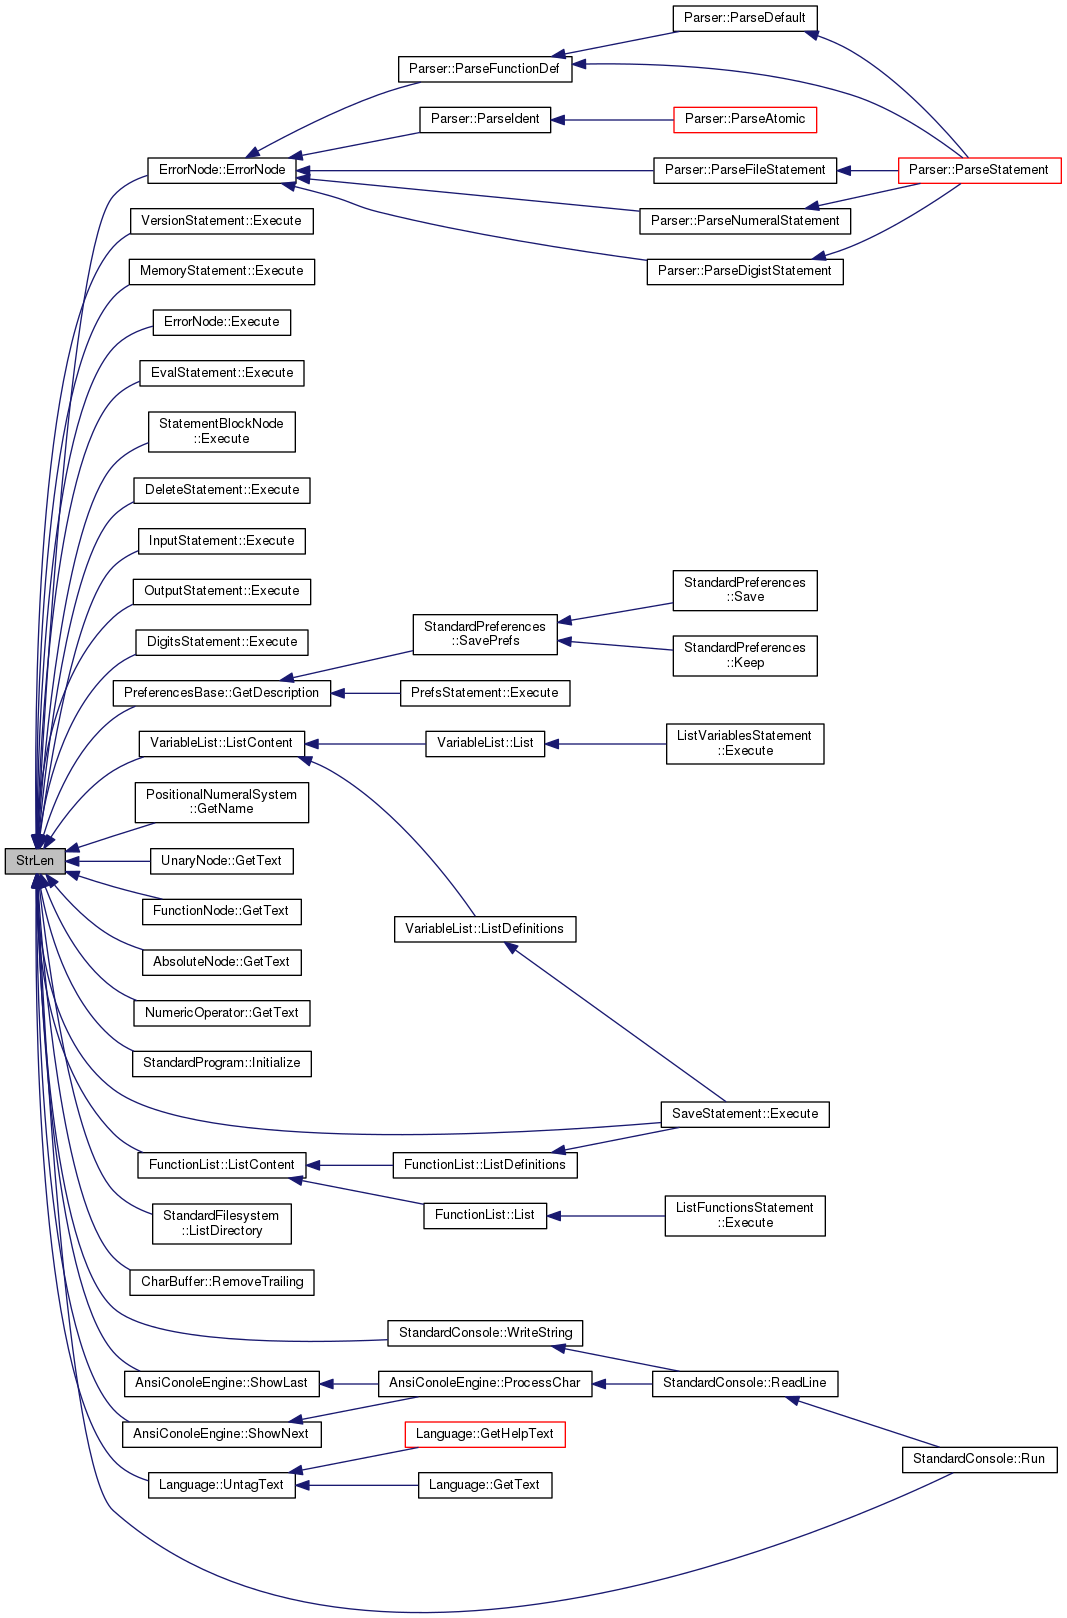 Parser::ParseDefault
Parser::ParseFunctionDef
Parser::ParseIdent
Parser::ParseAtomic
ErrorNode::ErrorNode
Parser::ParseFileStatement
Parser::ParseStatement
VersionStatement::Execute
Parser::ParseNumeralStatement
MemoryStatement::Execute
Parser::ParseDigistStatement
ErrorNode::Execute
EvalStatement::Execute
StatementBlockNode
::Execute
DeleteStatement::Execute
InputStatement::Execute
OutputStatement::Execute
StandardPreferences
::Save
DigitsStatement::Execute
StandardPreferences
::SavePrefs
StandardPreferences
::Keep
PreferencesBase::GetDescription
PrefsStatement::Execute
VariableList::ListContent
VariableList::List
ListVariablesStatement
::Execute
PositionalNumeralSystem
::GetName
StrLen
UnaryNode::GetText
FunctionNode::GetText
VariableList::ListDefinitions
AbsoluteNode::GetText
NumericOperator::GetText
StandardProgram::Initialize
SaveStatement::Execute
FunctionList::ListContent
FunctionList::ListDefinitions
StandardFilesystem
::ListDirectory
FunctionList::List
ListFunctionsStatement
::Execute
CharBuffer::RemoveTrailing
StandardConsole::WriteString
AnsiConoleEngine::ShowLast
AnsiConoleEngine::ProcessChar
StandardConsole::ReadLine
AnsiConoleEngine::ShowNext
Language::GetHelpText
StandardConsole::Run
Language::UntagText
Language::GetText